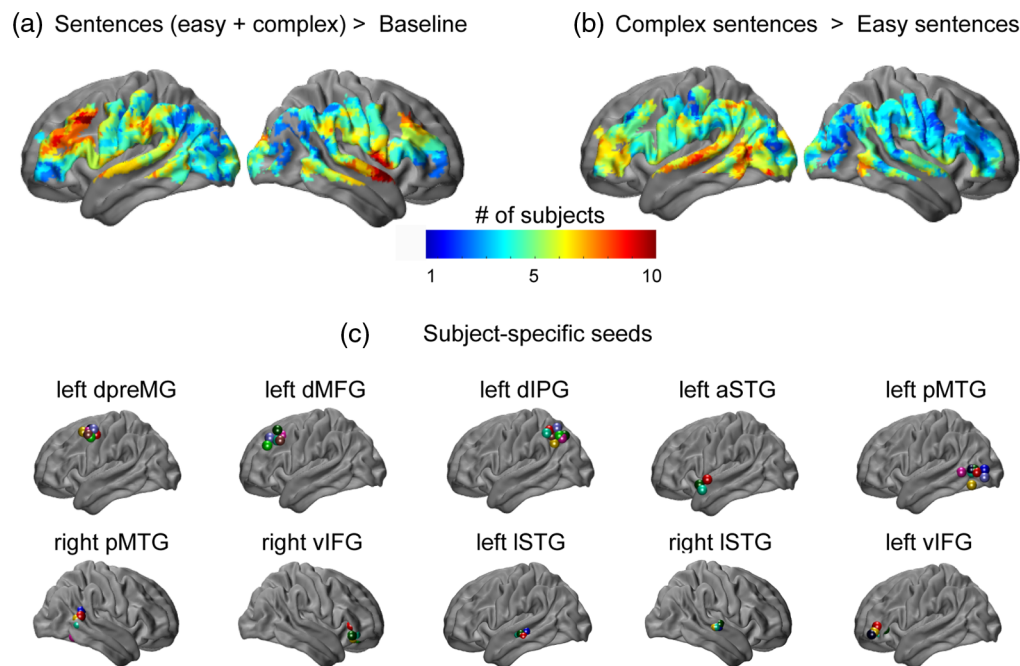 (a) Sentences (easy + complex) > Baseline
(b) Complex sentences > Easy sentences
# of subjects
1 5 10
(c) Subject-specific seeds
left dpreMG left dMFG left dIPG left aSTG left pMTG
right pMTG right vIFG left lSTG right lSTG left vIFG